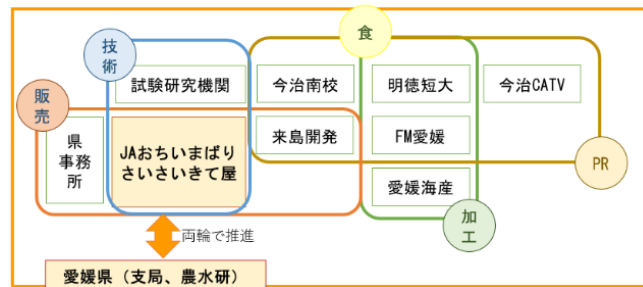 食
技術
試験研究機関
今治南校
明徳短大
今治CATV
販売
県
事務
所
JAおちいまばり
さいさいきて屋
来島開発
FM愛媛
PR
愛媛海産
加工
両輪で推進
愛媛県（支局、農水研）